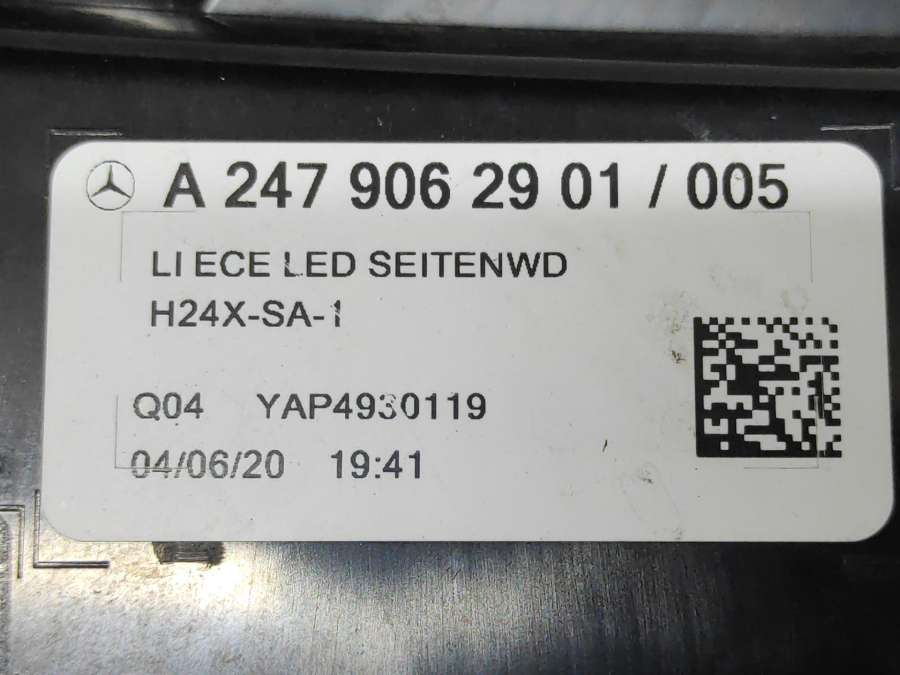 A 247 906 29 01 / 005
LI ECE LED SEITENWD
H24X-SA-1
Q04 YAP4930119
04/06/20 19:41